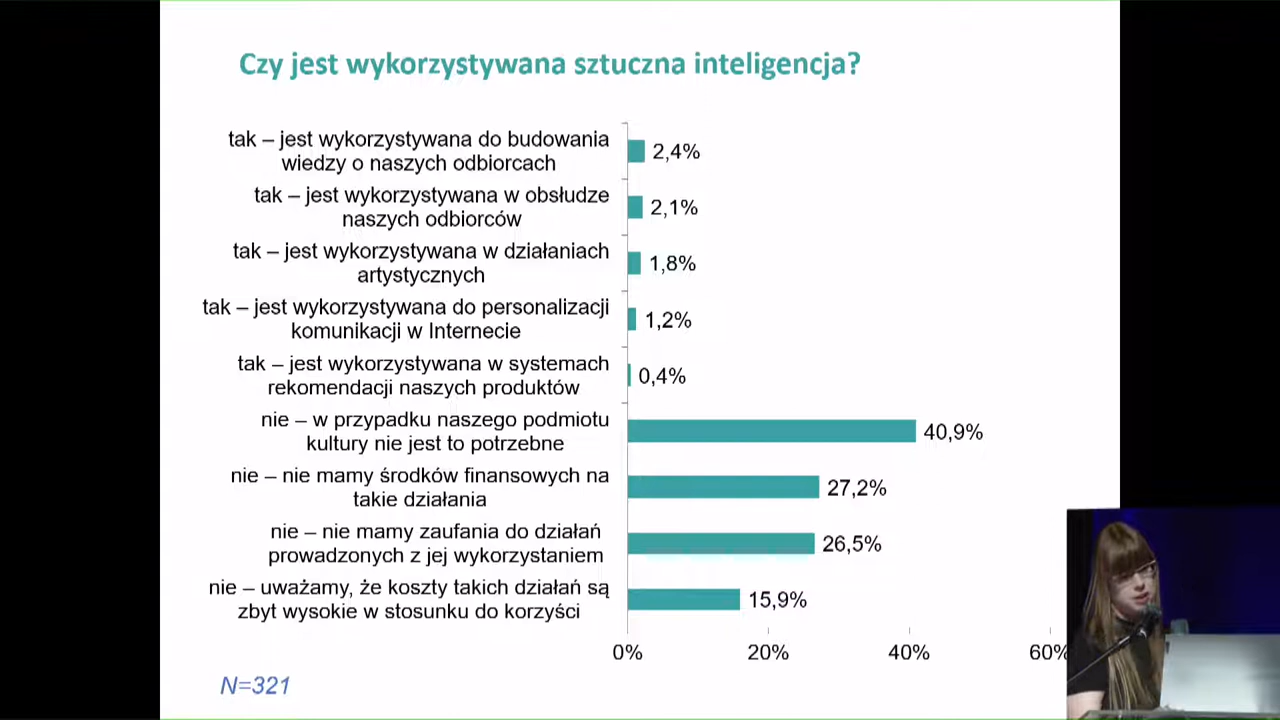 Czy jest wykorzystywana sztuczna inteligencja?
tak – jest wykorzystywana do budowania
wiedzy o naszych odbiorcach
2,4%
tak – jest wykorzystywana w obsłudze
naszych odbiorców
2,1%
tak – jest wykorzystywana w działaniach
artystycznych
1,8%
tak – jest wykorzystywana do personalizacji
komunikacji w Internecie
1,2%
tak – jest wykorzystywana w systemach
rekomendacji naszych produktów
0,4%
nie – w przypadku naszego podmiotu
kultury nie jest to potrzebne
40,9%
nie – nie mamy środków finansowych na
takie działania
27,2%
nie – nie mamy zaufania do działań
prowadzonych z jej wykorzystaniem
26,5%
nie – uważamy, że koszty takich działań są
zbyt wysokie w stosunku do korzyści
15,9%
0% 20% 40% 60%
N=321